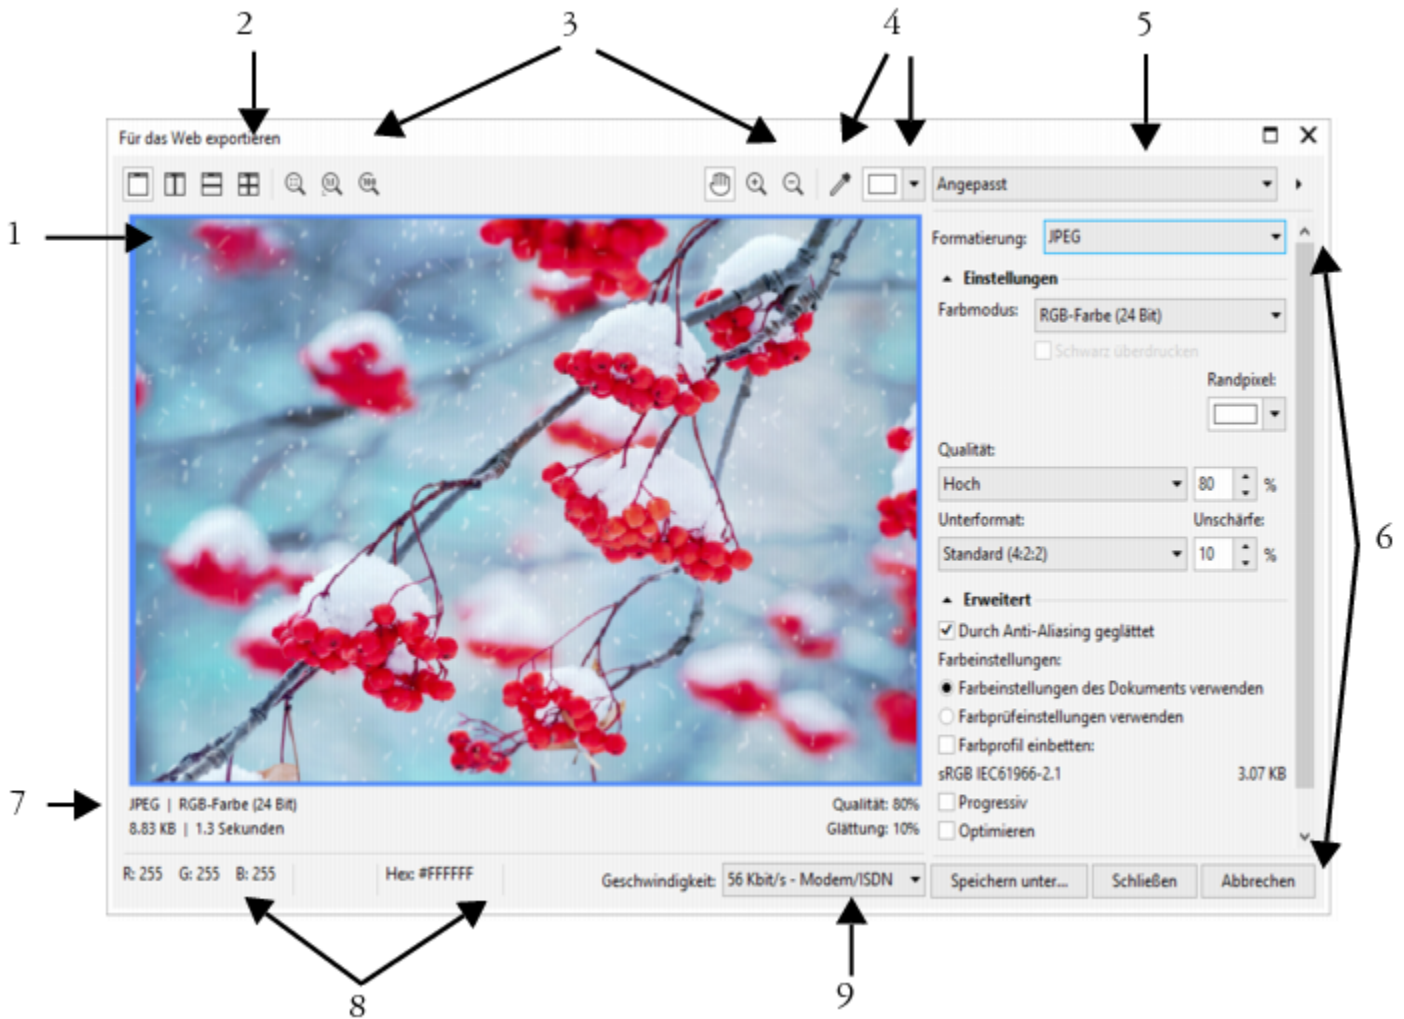 2
3
4
5
Für das Web exportieren
Angepasst
1
Formatierung: JPEG
Einstellungen
Farbmodus: RGB-Farbe (24 Bit)
Schwarz überdrucken
Randpixel:
Qualität:
Hoch 80 %
Unterformat: Unschärfe:
Standard (4:2:2) 10 %
6
Erweitert
Durch Anti-Aliasing geglättet
Farbeinstellungen:
Farbeinstellungen des Dokuments verwenden
Farbprüfeinstellungen verwenden
Farbprofil einbetten:
sRGB IEC61966-2.1 3.07 KB
Progressiv
Optimieren
7
JPEG | RGB-Farbe (24 Bit) Qualität: 80%
8.83 KB | 1.3 Sekunden Glättung: 10%
R: 255 G: 255 B: 255 Hex: #FFFFFF Geschwindigkeit: 56 Kbit/s - Modem/ISDN
Speichern unter... Schließen Abbrechen
8
9